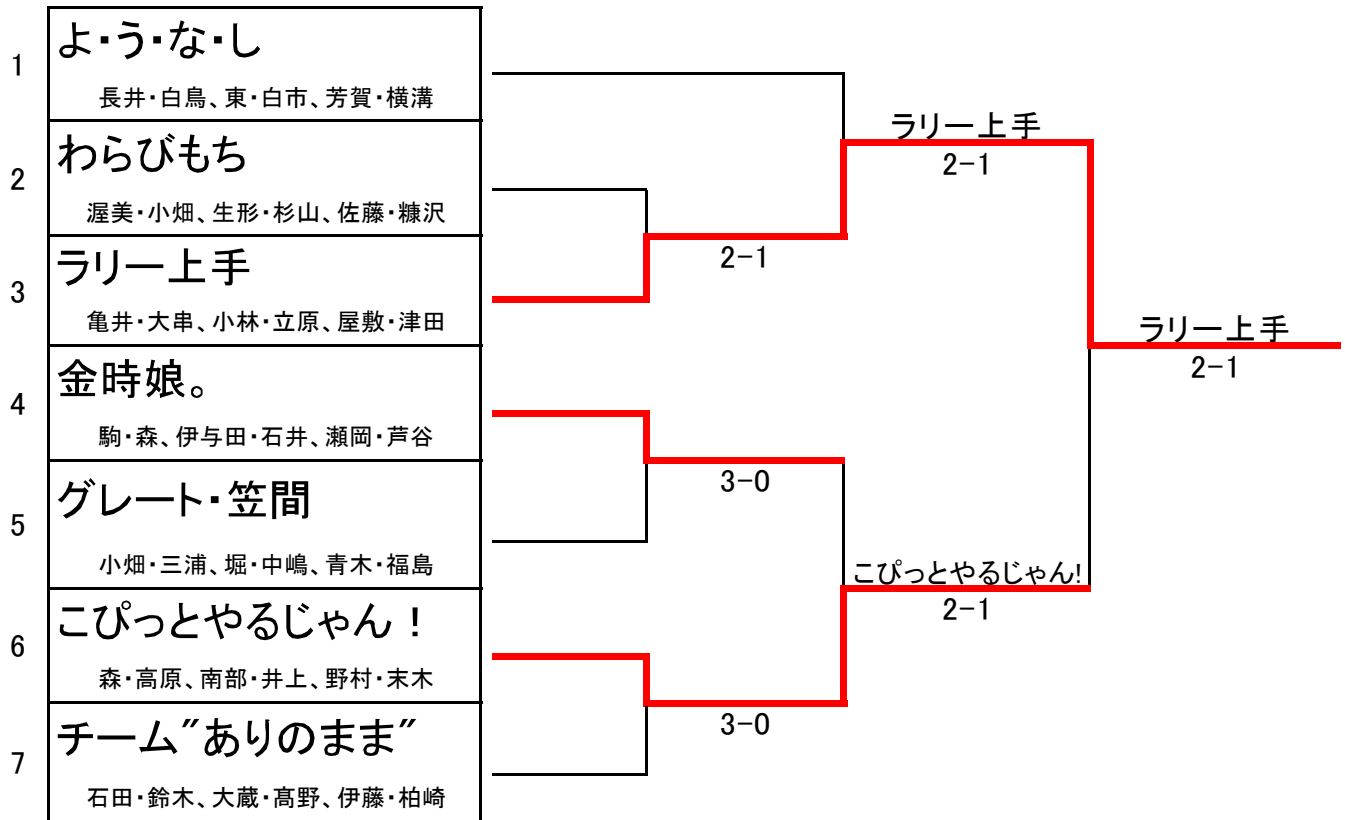 1
よ・う・な・し
長井・白鳥、東・白市、芳賀・横溝
2
わらびもち
渥美・小畑、生形・杉山、佐藤・糠沢
3
ラリー上手
亀井・大串、小林・立原、屋敷・津田
4
金時娘。
駒・森、伊与田・石井、瀬岡・芦谷
5
グレート・笠間
小畑・三浦、堀・中嶋、青木・福島
6
こぴっとやるじゃん！
森・高原、南部・井上、野村・末木
7
チーム″ありのまま″
石田・鈴木、大蔵・髙野、伊藤・柏崎
2-1
3-0
3-0
ラリー上手
2-1
こぴっとやるじゃん!
2-1
ラリー上手
2-1